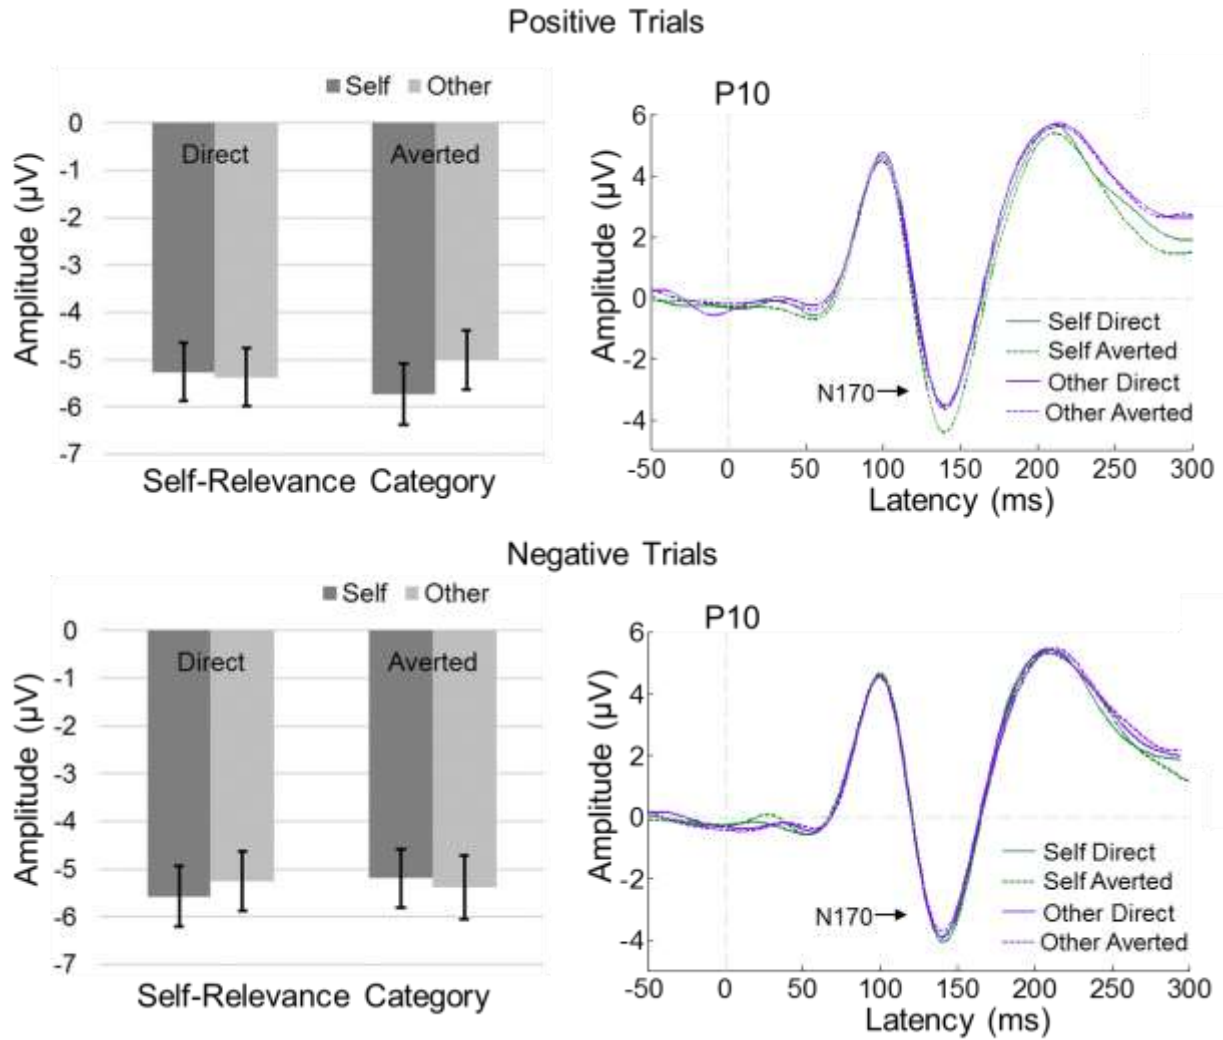 Positive Trials
Self Other
0
-1
-2
-3
-4
-5
-6
-7
Amplitude (µV)
Direct
Averted
Self-Relevance Category
P10
6
4
2
0
-2
-4
Amplitude (µV)
N170
Self Direct
Self Averted
Other Direct
Other Averted
-50 0 50 100 150 200 250 300
Latency (ms)
Negative Trials
Self Other
0
-1
-2
-3
-4
-5
-6
-7
Amplitude (µV)
Direct
Averted
Self-Relevance Category
P10
6
4
2
0
-2
-4
Amplitude (µV)
N170
Self Direct
Self Averted
Other Direct
Other Averted
-50 0 50 100 150 200 250 300
Latency (ms)